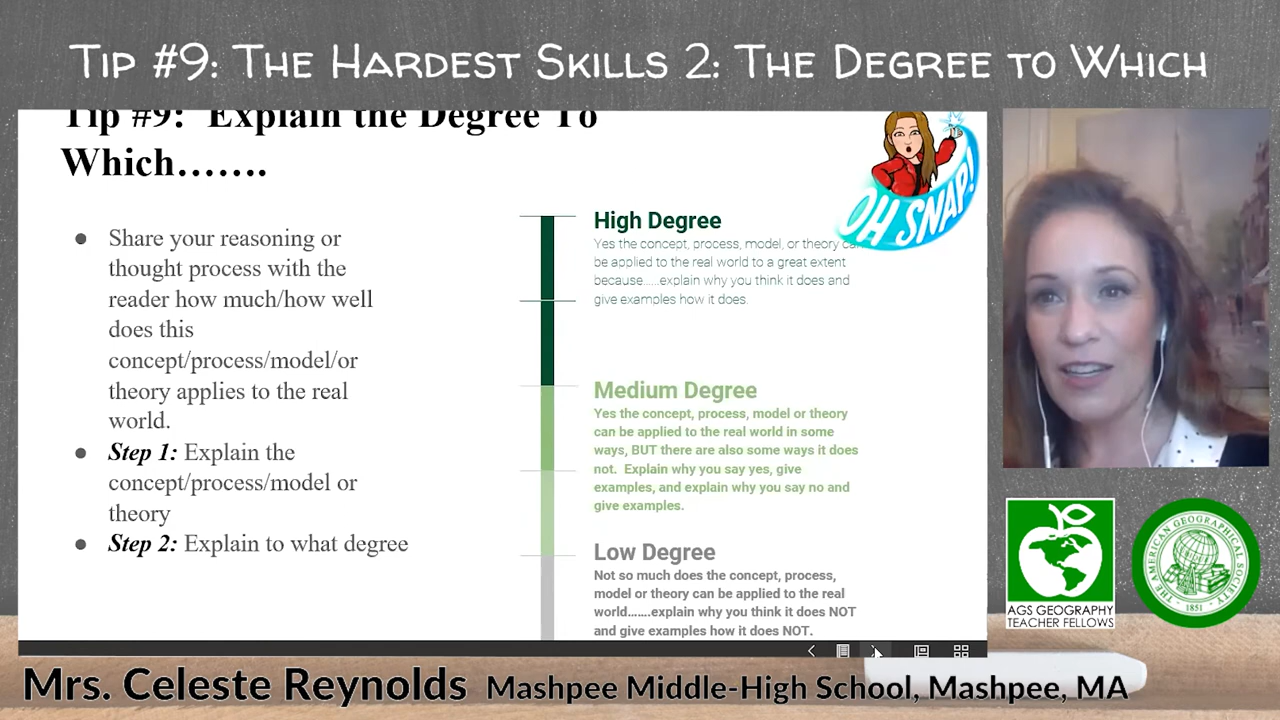 Tip #9: The Hardest Skills 2: The Degree to Which
Tip #9: Explain the Degree To
Which…….
● Share your reasoning or
thought process with the
reader how much/how well
does this
concept/process/model/or
theory applies to the real
world.
● Step 1: Explain the
concept/process/model or
theory
● Step 2: Explain to what degree
OH SNAP!
High Degree
Yes the concept, process, model, or theory can
be applied to the real world to a great extent
because.....explain why you think it does and
give examples how it does.
Medium Degree
Yes the concept, process, model or theory
can be applied to the real world in some
ways, BUT there are also some ways it does
not. Explain why you say yes, give
examples, and explain why you say no and
give examples.
Low Degree
Not so much does the concept, process,
model or theory can be applied to the real
world…….explain why you think it does NOT
and give examples how it does NOT.
AGS GEOGRAPHY
TEACHER FELLOWS
THE AMERICAN GEOGRAPHICAL SOCIETY
1851
Mrs. Celeste Reynolds Mashpee Middle-High School, Mashpee, MA